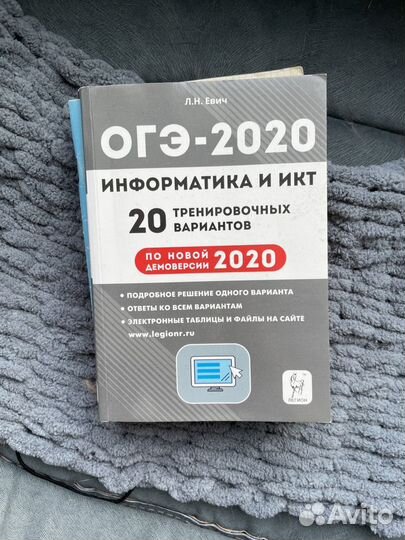 Л.Н. Евич
ОГЭ-2020
ИНФОРМАТИКА И ИКТ
20 ТРЕНИРОВОЧНЫХ
ВАРИАНТОВ
ПО НОВОЙ
ДЕМОВЕРСИИ 2020
• ПОДРОБНОЕ РЕШЕНИЕ ОДНОГО ВАРИАНТА
• ОТВЕТЫ КО ВСЕМ ВАРИАНТАМ
• ЭЛЕКТРОННЫЕ ТАБЛИЦЫ И ФАЙЛЫ НА САЙТЕ
www.legionr.ru
ЛЕГИОН
Avito